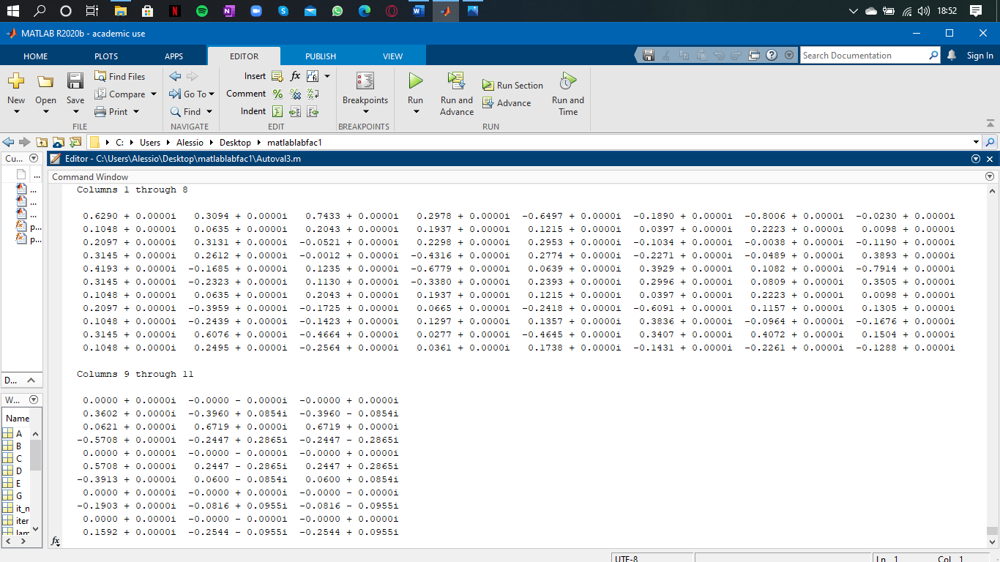 18:52
MATLAB R2020b - academic use
HOME PLOTS APPS EDITOR PUBLISH VIEW
Search Documentation
Sign In
New Open Save Find Files Compare Print
Go To Find
Insert fx
Comment
Indent
Breakpoints
Run Run and Advance Run Section Advance Run and Time
FILE NAVIGATE EDIT BREAKPOINTS RUN
C: Users Alessio Desktop matlablabfac1
Cu...
Editor - C:\Users\Alessio\Desktop\matlablabfac1\Autoval3.m
Command Window
...
...
...
...
p...
p...
D...
W...
Name
A
B
C
D
E
G
it_n
iter
lam
Columns 1 through 8
0.6290 + 0.0000i 0.3094 + 0.0000i 0.7433 + 0.0000i 0.2978 + 0.0000i -0.6497 + 0.0000i -0.1890 + 0.0000i -0.8006 + 0.0000i -0.0230 + 0.0000i
0.1048 + 0.0000i 0.0635 + 0.0000i 0.2043 + 0.0000i 0.1937 + 0.0000i 0.1215 + 0.0000i 0.0397 + 0.0000i 0.2223 + 0.0000i 0.0098 + 0.0000i
0.2097 + 0.0000i 0.3131 + 0.0000i -0.0521 + 0.0000i 0.2298 + 0.0000i 0.2953 + 0.0000i -0.1034 + 0.0000i -0.0038 + 0.0000i -0.1190 + 0.0000i
0.3145 + 0.0000i 0.2612 + 0.0000i -0.0012 + 0.0000i -0.4316 + 0.0000i 0.2774 + 0.0000i -0.2271 + 0.0000i -0.0489 + 0.0000i 0.3893 + 0.0000i
0.4193 + 0.0000i -0.1685 + 0.0000i 0.1235 + 0.0000i -0.6779 + 0.0000i 0.0639 + 0.0000i 0.3929 + 0.0000i 0.1082 + 0.0000i -0.7914 + 0.0000i
0.3145 + 0.0000i -0.2323 + 0.0000i 0.1130 + 0.0000i -0.3380 + 0.0000i 0.2393 + 0.0000i 0.2996 + 0.0000i 0.0809 + 0.0000i 0.3505 + 0.0000i
0.1048 + 0.0000i 0.0635 + 0.0000i 0.2043 + 0.0000i 0.1937 + 0.0000i 0.1215 + 0.0000i 0.0397 + 0.0000i 0.2223 + 0.0000i 0.0098 + 0.0000i
0.2097 + 0.0000i -0.3959 + 0.0000i -0.1725 + 0.0000i 0.0665 + 0.0000i -0.2418 + 0.0000i -0.6091 + 0.0000i 0.1157 + 0.0000i 0.1305 + 0.0000i
0.1048 + 0.0000i -0.2439 + 0.0000i -0.1423 + 0.0000i 0.1297 + 0.0000i 0.1357 + 0.0000i 0.3836 + 0.0000i -0.0964 + 0.0000i -0.1676 + 0.0000i
0.3145 + 0.0000i 0.6076 + 0.0000i -0.4664 + 0.0000i 0.0277 + 0.0000i -0.4645 + 0.0000i 0.3407 + 0.0000i 0.4072 + 0.0000i 0.1504 + 0.0000i
0.1048 + 0.0000i 0.2495 + 0.0000i -0.2564 + 0.0000i 0.0361 + 0.0000i 0.1738 + 0.0000i -0.1431 + 0.0000i -0.2261 + 0.0000i -0.1288 + 0.0000i
Columns 9 through 11
0.0000 + 0.0000i -0.0000 - 0.0000i -0.0000 + 0.0000i
0.3602 + 0.0000i -0.3960 + 0.0854i -0.3960 - 0.0854i
0.0621 + 0.0000i 0.6719 + 0.0000i 0.6719 + 0.0000i
-0.5708 + 0.0000i -0.2447 + 0.2865i -0.2447 - 0.2865i
0.0000 + 0.0000i -0.0000 - 0.0000i -0.0000 + 0.0000i
0.5708 + 0.0000i 0.2447 - 0.2865i 0.2447 + 0.2865i
-0.3913 + 0.0000i 0.0600 - 0.0854i 0.0600 + 0.0854i
0.0000 + 0.0000i -0.0000 + 0.0000i -0.0000 - 0.0000i
-0.1903 + 0.0000i -0.0816 + 0.0955i -0.0816 - 0.0955i
0.0000 + 0.0000i -0.0000 - 0.0000i -0.0000 + 0.0000i
0.1592 + 0.0000i -0.2544 - 0.0955i -0.2544 + 0.0955i
fx
UTF-8
Ln 1 Col 1